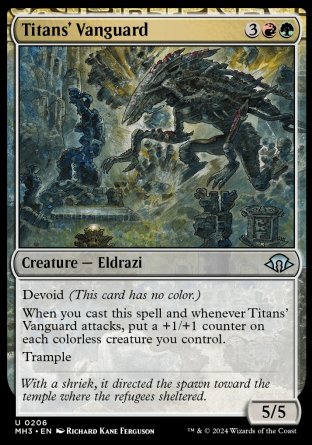 Titans' Vanguard 3
Creature — Eldrazi
Devoid (This card has no color.)
When you cast this spell and whenever Titans'
Vanguard attacks, put a +1/+1 counter on
each colorless creature you control.
Trample
With a shriek, it directed the spawn toward the
temple where the refugees sheltered.
5/5
U 0206
MH3 • EN Richard Kane Ferguson ™ & © 2024 Wizards of the Coast